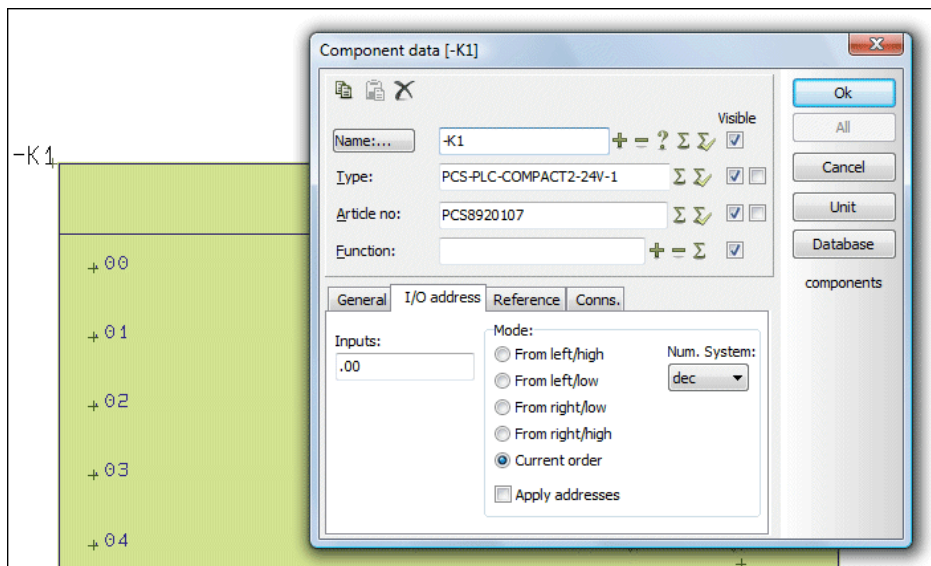 Component data [-K1]
Visible
Name:... -K1
Type: PCS-PLC-COMPACT2-24V-1
Article no: PCS8920107
Function:
General I/O address Reference Conns.
Inputs:
.00
Mode:
From left/high
From left/low
From right/low
From right/high
Current order
Apply addresses
Num. System:
dec
Ok
All
Cancel
Unit
Database
components
-K1
00
01
02
03
04